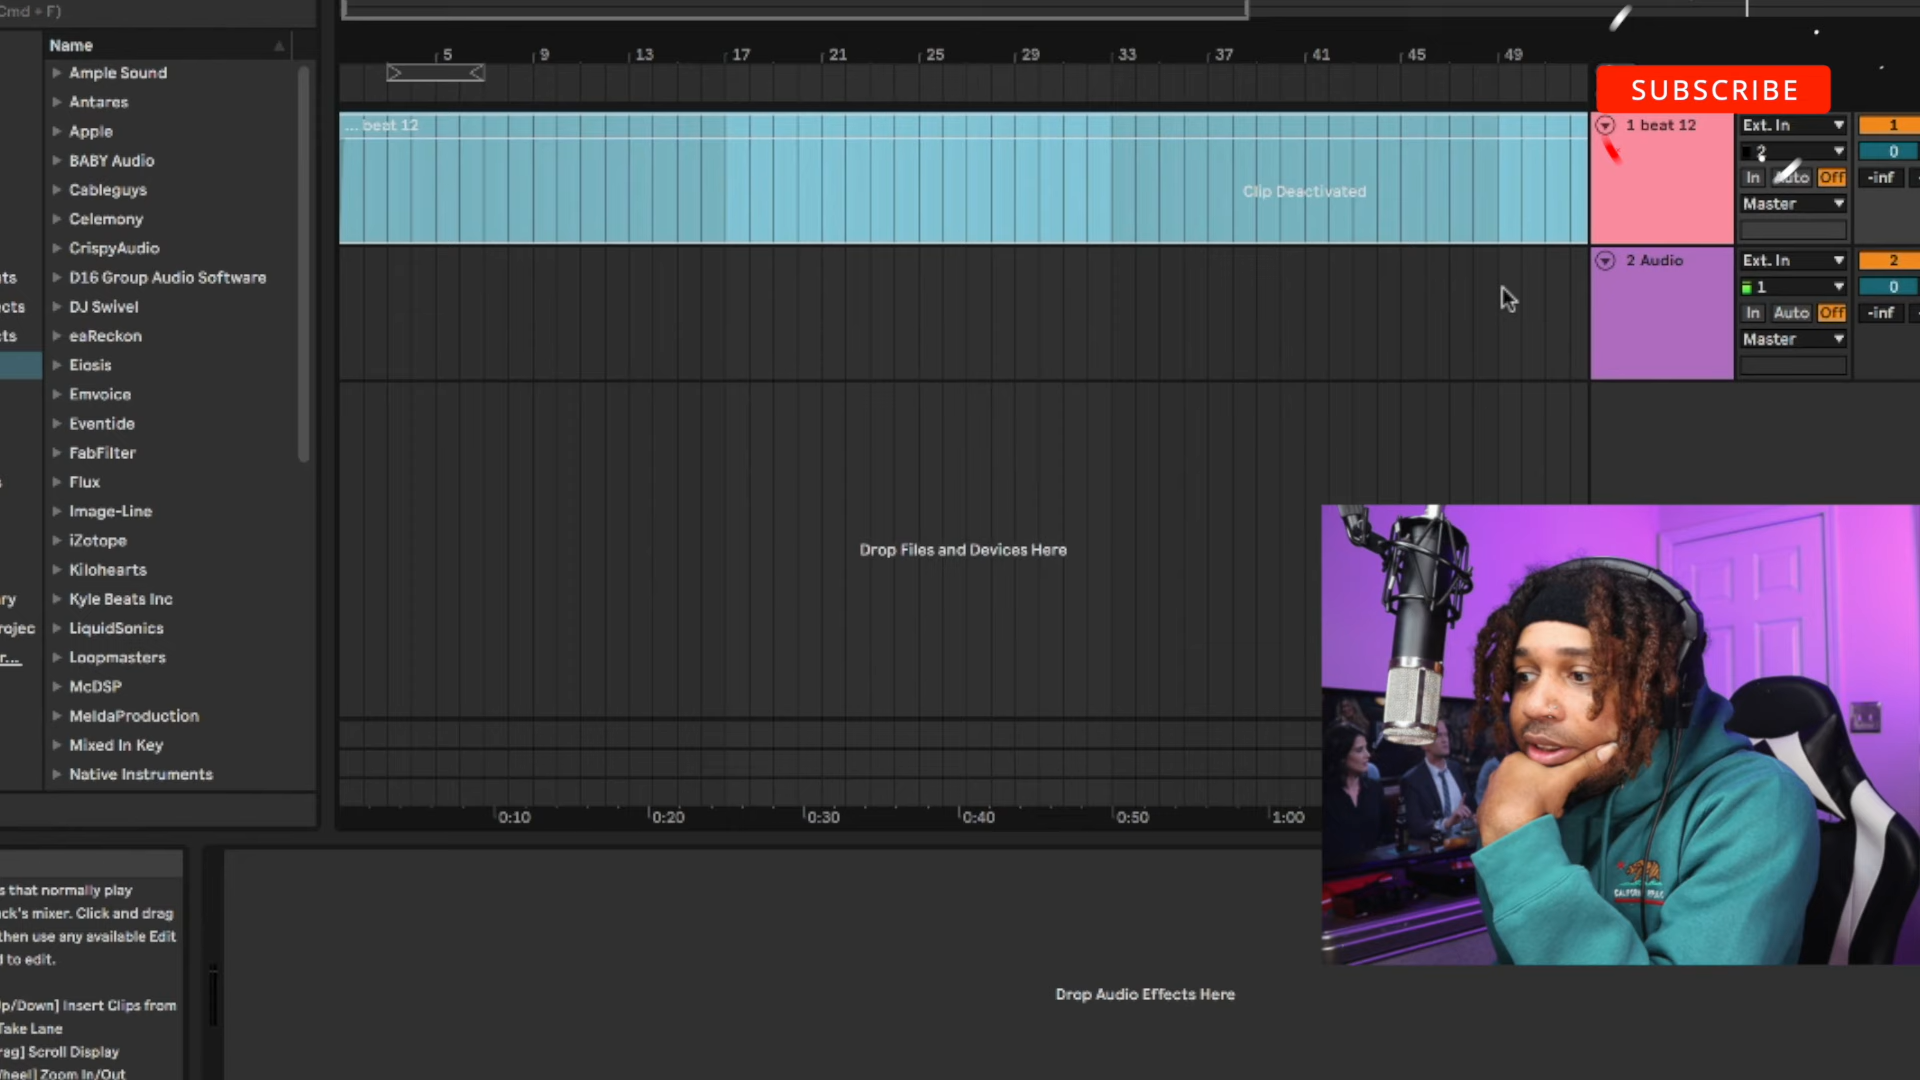 Cmd + F)
Name
Ample Sound
Antares
Apple
BABY Audio
Cableguys
Celemony
CrispyAudio
D16 Group Audio Software
DJ Swivel
eaReckon
Eiosis
Emvoice
Eventide
FabFilter
Flux
Image-Line
iZotope
Kilohearts
Kyle Beats Inc
LiquidSonics
Loopmasters
McDSP
MeldaProduction
Mixed In Key
Native Instruments
5 9 13 17 21 25 29 33 37 41 45 49
... beat 12
Clip Deactivated
SUBSCRIBE
1 beat 12
Ext. In
1
2
0
In Auto Off
-inf
Master
2 Audio
Ext. In
2
1
0
In Auto Off
-inf
Master
Drop Files and Devices Here
0:10 0:20 0:30 0:40 0:50 1:00
s that normally play
ck's mixer. Click and drag
then use any available Edit
to edit.
p/Down] Insert Clips from
Take Lane
rag] Scroll Display
heel] Zoom In/Out
Drop Audio Effects Here